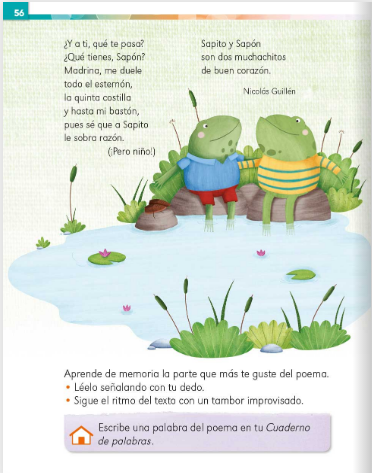 56
¿Y a ti, qué te pasa?
¿Qué tienes, Sapón?
Madrina, me duele
todo el esternón,
la quinta costilla
y hasta mi bastón,
pues sé que a Sapito
le sobra razón.
(¡Pero niño!)
Sapito y Sapón
son dos muchachitos
de buen corazón.
Nicolás Guillén
Aprende de memoria la parte que más te guste del poema.
• Léelo señalando con tu dedo.
• Sigue el ritmo del texto con un tambor improvisado.
Escribe una palabra del poema en tu Cuaderno
de palabras.